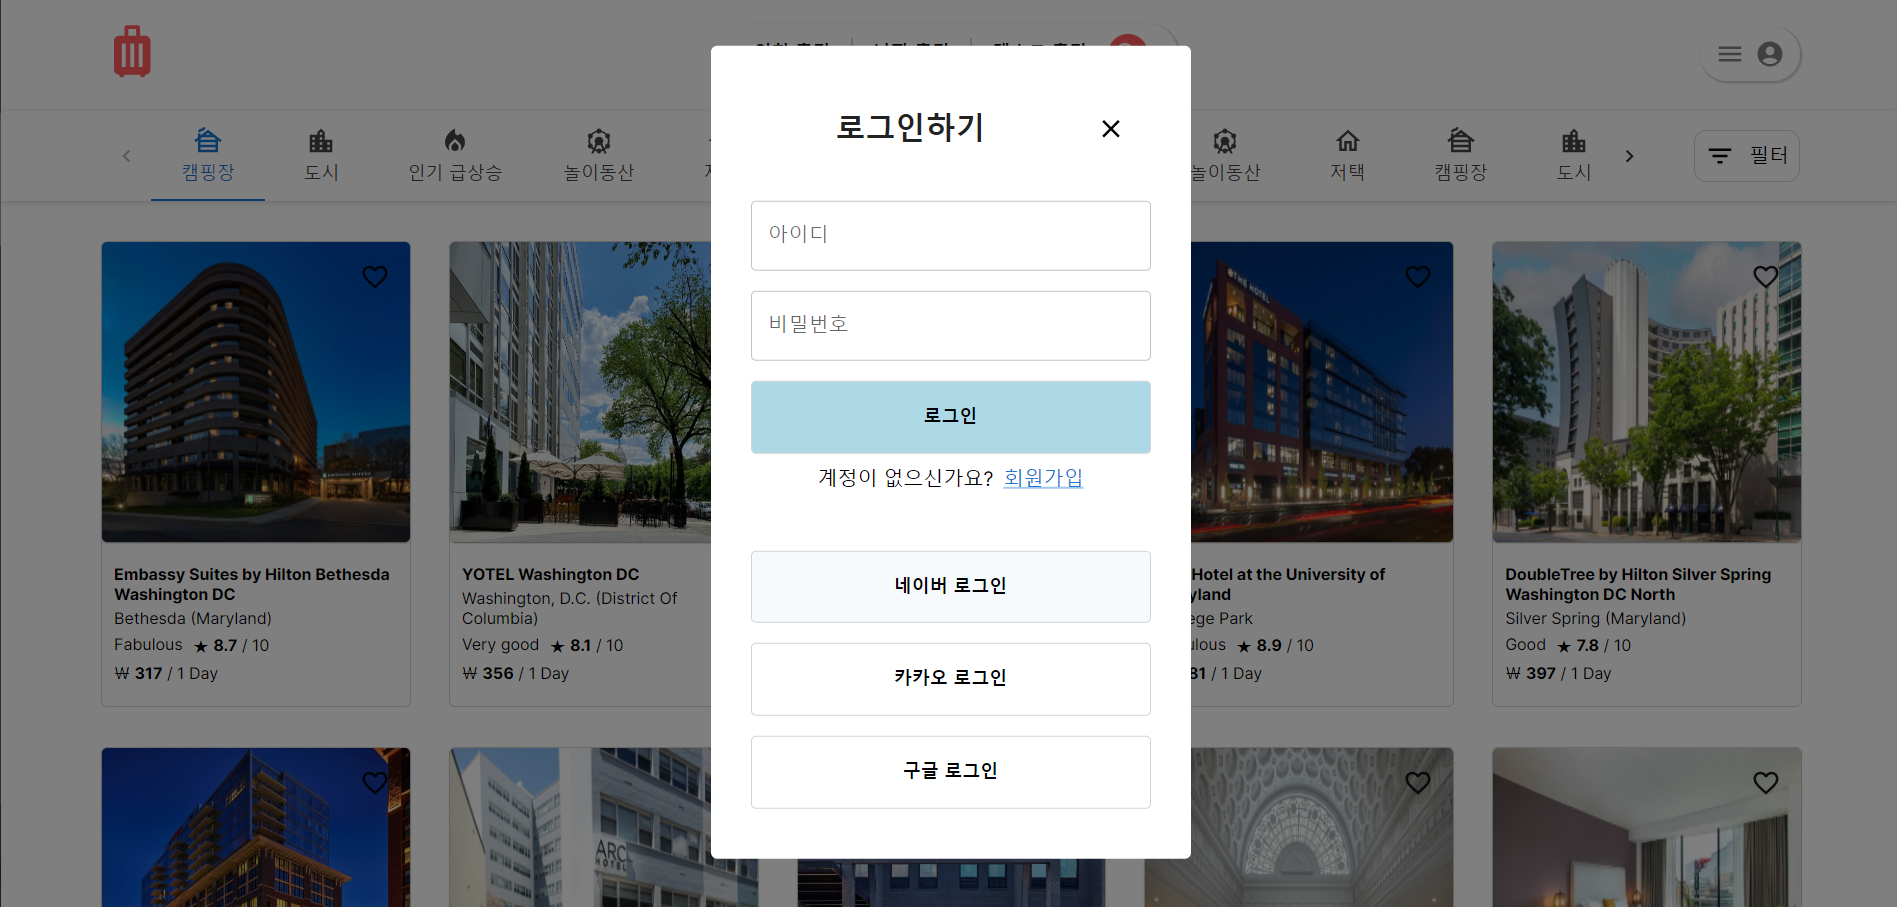 캠핑장
도시
인기 급상승
놀이동산
놀이동산
저택
캠핑장
도시
필터
로그인하기
아이디
비밀번호
로그인
계정이 없으신가요? 회원가입
네이버 로그인
카카오 로그인
구글 로그인
THE HOTEL
Embassy Suites by Hilton Bethesda
Washington DC
Bethesda (Maryland)
Fabulous ★ 8.7 / 10
₩ 317 / 1 Day
YOTEL Washington DC
Washington, D.C. (District Of
Columbia)
Very good ★ 8.1 / 10
₩ 356 / 1 Day
Hotel at the University of
yland
ege Park
ulous ★ 8.9 / 10
81 / 1 Day
DoubleTree by Hilton Silver Spring
Washington DC North
Silver Spring (Maryland)
Good ★ 7.8 / 10
₩ 397 / 1 Day
ARC
HOTEL